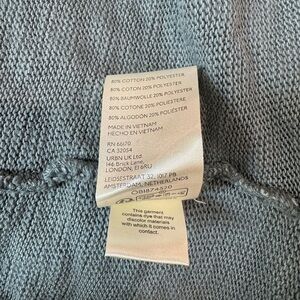 80% COTTON 20% POLYESTER
80% COTON 20% POLYESTER
80% BAUMWOLLE 20% POLYESTER
80% COTONE 20% POLIESTERE
80% ALGODON 20% POLIÉSTER
MADE IN VIETNAM
HECHO EN VIETNAM
RN 66170
CA 32054
URBN UK Ltd.
146 Brick Lane,
LONDON, E1 6RU
LEIDSESTRAAT 32, 1017 PB
AMSTERDAM, NETHERLANDS
This garment
contains dye that may
discolor materials
with which it comes
in contact.